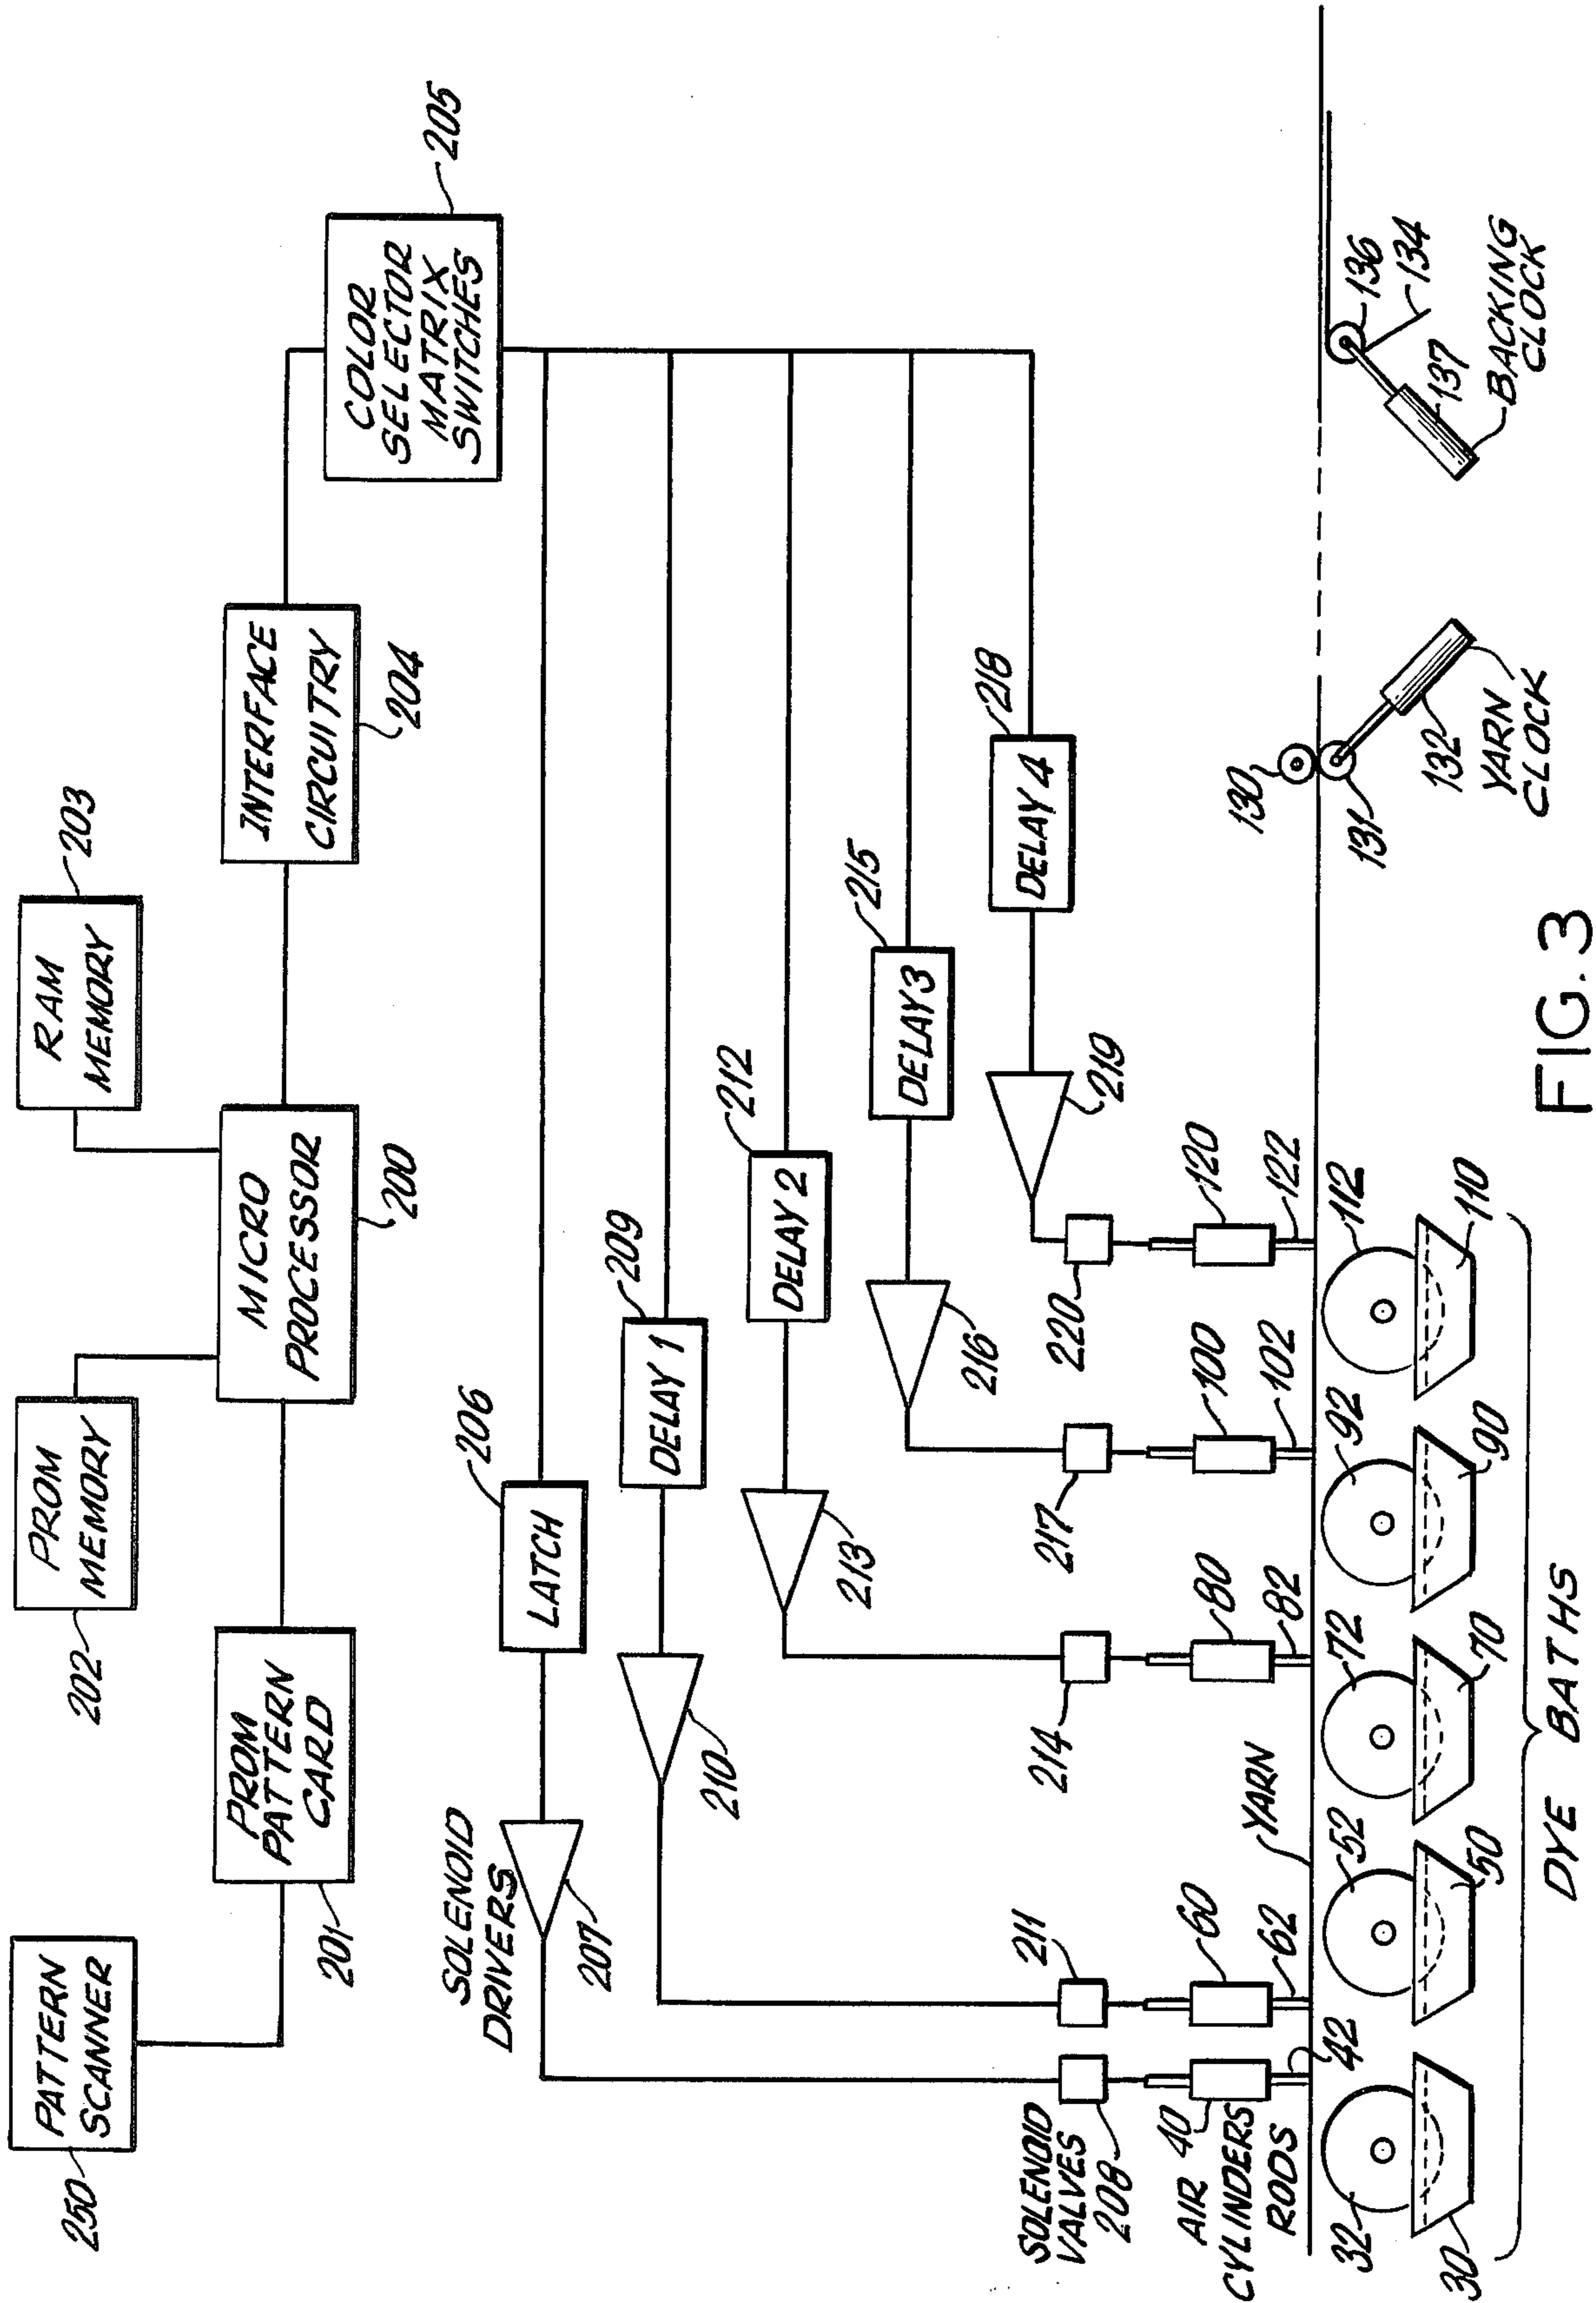 PATTERN
SCANNER
250
PROM
PATTERN
CARD
201
PROM
MEMORY
202
MICRO
PROCESSOR
200
RAM
MEMORY
203
INTERFACE
CIRCUITRY
204
COLOR
SELECTOR
MATRIX
SWITCHES
205
SOLENOID
DRIVERS
207
LATCH
206
210
DELAY 1
209
213
DELAY 2
212
216
DELAY 3
215
219
DELAY 4
218
SOLENOID
VALVES
208
211
214
217
220
AIR
CYLINDERS
40
60
80
100
120
RODS
42
62
82
102
122
YARN
32
52
72
92
112
30
50
70
90
110
DYE BATHS
130
131
132
YARN
CLOCK
136
134
137
BACKING
CLOCK
FIG. 3